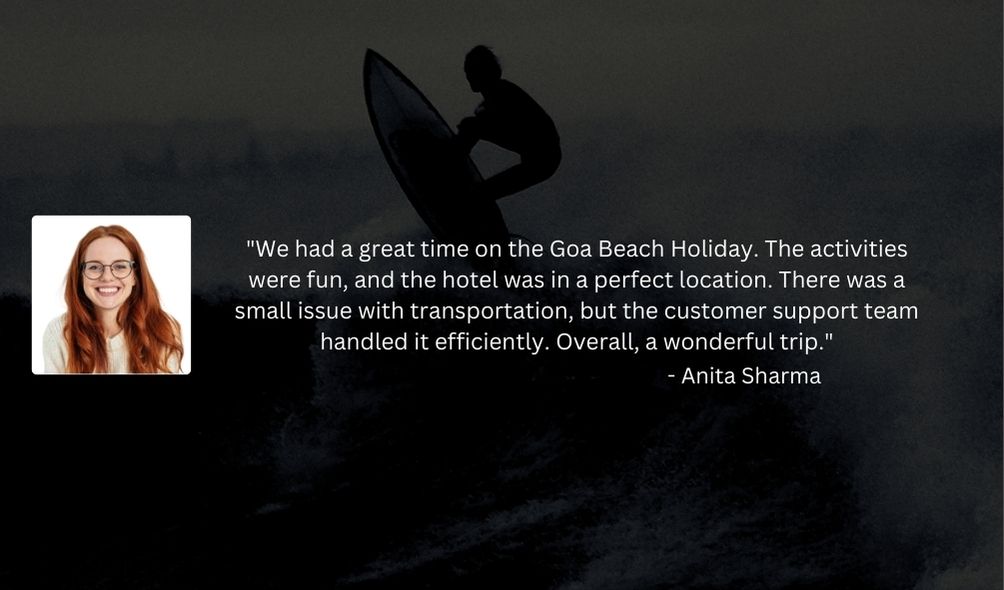 "We had a great time on the Goa Beach Holiday. The activities
were fun, and the hotel was in a perfect location. There was a
small issue with transportation, but the customer support team
handled it efficiently. Overall, a wonderful trip."
- Anita Sharma